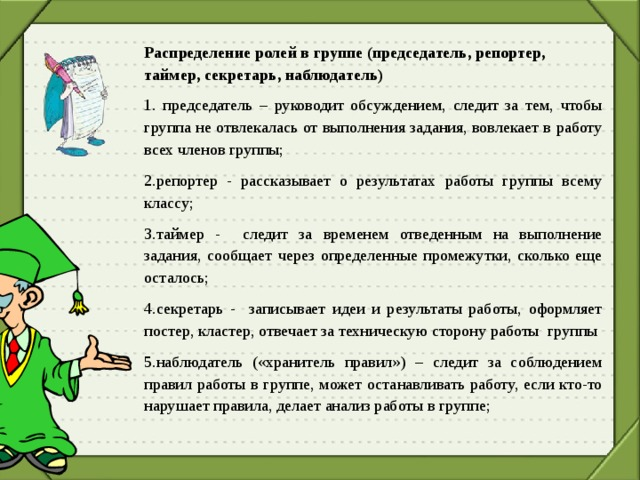 Распределение ролей в группе (председатель, репортер,
таймер, секретарь, наблюдатель)
1. председатель – руководит обсуждением, следит за тем, чтобы
группа не отвлекалась от выполнения задания, вовлекает в работу
всех членов группы;
2.репортер - рассказывает о результатах работы группы всему
классу;
3.таймер - следит за временем отведенным на выполнение
задания, сообщает через определенные промежутки, сколько еще
осталось;
4.секретарь - записывает идеи и результаты работы, оформляет
постер, кластер, отвечает за техническую сторону работы группы
5.наблюдатель («хранитель правил») – следит за соблюдением
правил работы в группе, может останавливать работу, если кто-то
нарушает правила, делает анализ работы в группе;